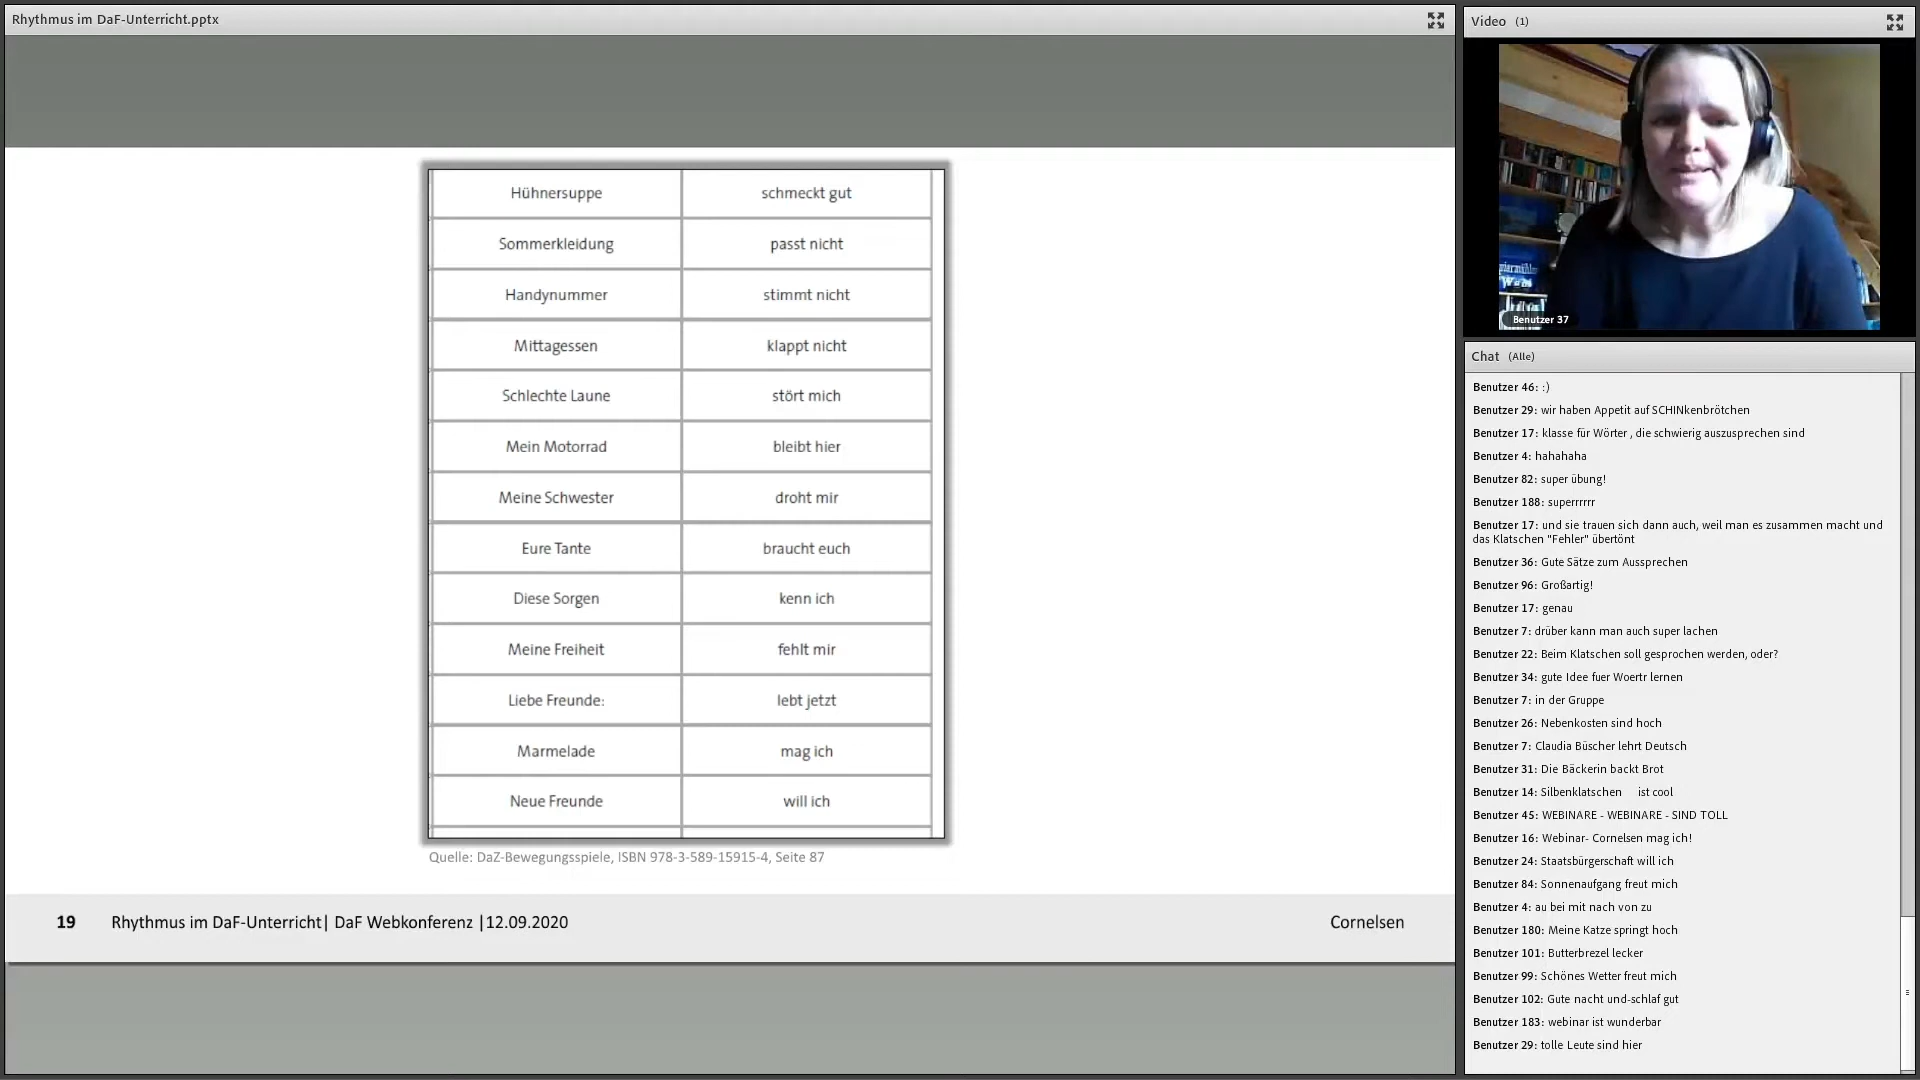 Rhythmus im DaF-Unterricht.pptx
Hühnersuppe schmeckt gut
Sommerkleidung passt nicht
Handynummer stimmt nicht
Mittagessen klappt nicht
Schlechte Laune stört mich
Mein Motorrad bleibt hier
Meine Schwester droht mir
Eure Tante braucht euch
Diese Sorgen kenn ich
Meine Freiheit fehlt mir
Liebe Freunde: lebt jetzt
Marmelade mag ich
Neue Freunde will ich
Quelle: DaZ-Bewegungsspiele, ISBN 978-3-589-15915-4, Seite 87
19 Rhythmus im DaF-Unterricht| DaF Webkonferenz |12.09.2020 Cornelsen
Video (1)
Benutzer 37
Chat (Alle)
Benutzer 46: :)
Benutzer 29: wir haben Appetit auf SCHINkenbrötchen
Benutzer 17: klasse für Wörter , die schwierig auszusprechen sind
Benutzer 4: hahahaha
Benutzer 82: super übung!
Benutzer 188: superrrrrr
Benutzer 17: und sie trauen sich dann auch, weil man es zusammen macht und
das Klatschen "Fehler" übertönt
Benutzer 36: Gute Sätze zum Aussprechen
Benutzer 96: Großartig!
Benutzer 17: genau
Benutzer 7: drüber kann man auch super lachen
Benutzer 22: Beim Klatschen soll gesprochen werden, oder?
Benutzer 34: gute Idee fuer Woertr lernen
Benutzer 7: in der Gruppe
Benutzer 26: Nebenkosten sind hoch
Benutzer 7: Claudia Büscher lehrt Deutsch
Benutzer 31: Die Bäckerin backt Brot
Benutzer 14: Silbenklatschen ist cool
Benutzer 45: WEBINARE - WEBINARE - SIND TOLL
Benutzer 16: Webinar- Cornelsen mag ich!
Benutzer 24: Staatsbürgerschaft will ich
Benutzer 84: Sonnenaufgang freut mich
Benutzer 4: au bei mit nach von zu
Benutzer 180: Meine Katze springt hoch
Benutzer 101: Butterbrezel lecker
Benutzer 99: Schönes Wetter freut mich
Benutzer 102: Gute nacht und-schlaf gut
Benutzer 183: webinar ist wunderbar
Benutzer 29: tolle Leute sind hier